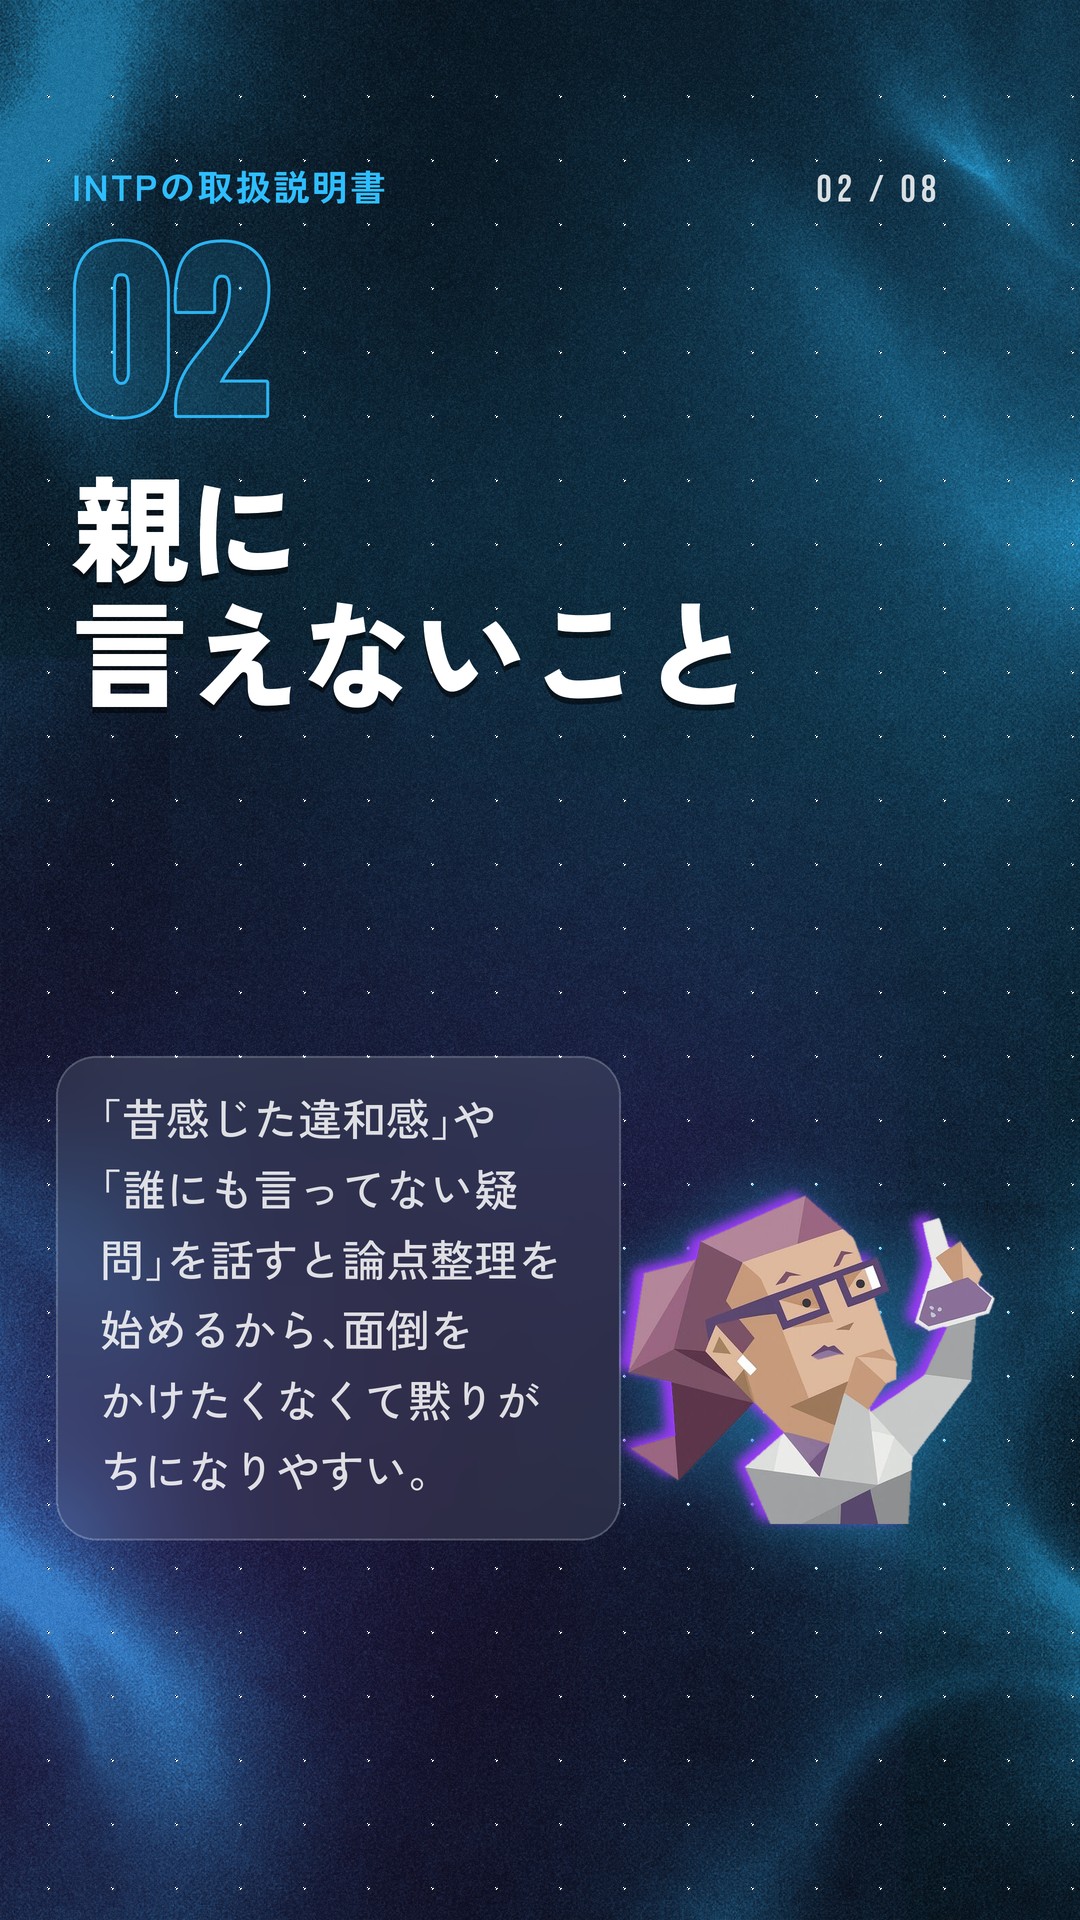 INTPの取扱説明書
02 / 08
02
親に
言えないこと
「昔感じた違和感」や
「誰にも言ってない疑
問」を話すと論点整理を
始めるから、面倒を
かけたくなくて黙りが
ちになりやすい。